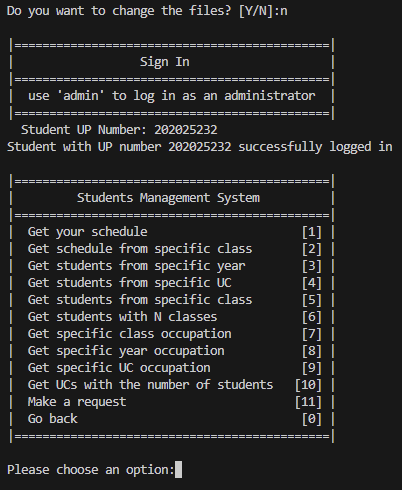 Do you want to change the files? [Y/N]:n
|=============================================|
|                  Sign In                    |
|=============================================|
|  use 'admin' to log in as an administrator  |
|=============================================|
  Student UP Number: 202025232
Student with UP number 202025232 successfully logged in
|=============================================|
|         Students Management System          |
|=============================================|
|  Get your schedule                      [1] |
|  Get schedule from specific class       [2] |
|  Get students from specific year        [3] |
|  Get students from specific UC          [4] |
|  Get students from specific class       [5] |
|  Get students with N classes            [6] |
|  Get specific class occupation          [7] |
|  Get specific year occupation           [8] |
|  Get specific UC occupation             [9] |
|  Get UCs with the number of students   [10] |
|  Make a request                        [11] |
|  Go back                                [0] |
|=============================================|
Please choose an option: